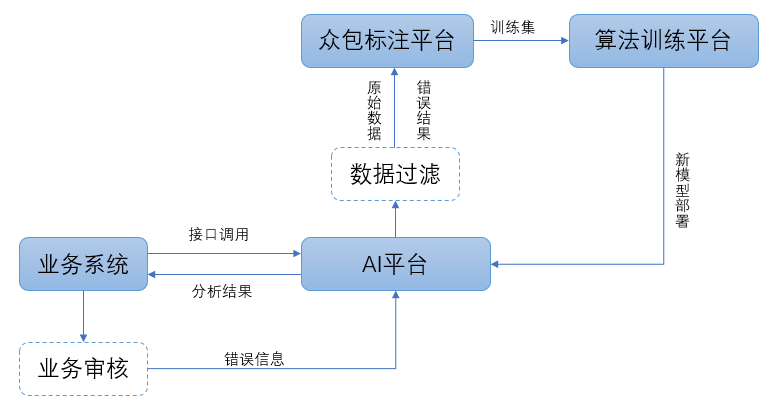 众包标注平台
训练集
算法训练平台
原始数据
错误结果
数据过滤
新模型部署
业务系统
接口调用
分析结果
AI平台
业务审核
错误信息